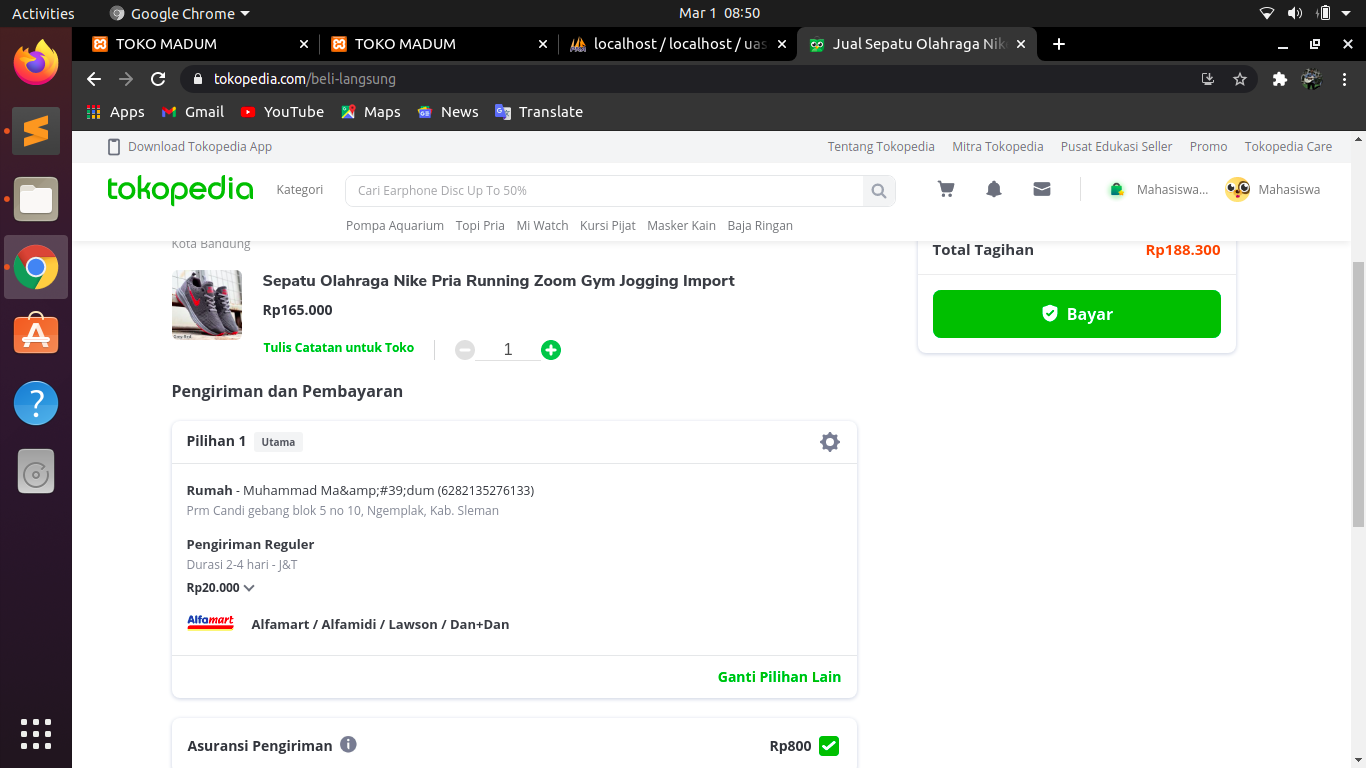 Activities
Google Chrome
Mar 1 08:50
TOKO MADUM
TOKO MADUM
localhost / localhost / uas
Jual Sepatu Olahraga Nik
tokopedia.com/beli-langsung
Apps
Gmail
YouTube
Maps
News
Translate
Download Tokopedia App
Tentang Tokopedia
Mitra Tokopedia
Pusat Edukasi Seller
Promo
Tokopedia Care
tokopedia
Kategori
Cari Earphone Disc Up To 50%
Mahasiswa...
Mahasiswa
Pompa Aquarium
Topi Pria
Mi Watch
Kursi Pijat
Masker Kain
Baja Ringan
Kota Bandung
Total Tagihan
Rp188.300
Sepatu Olahraga Nike Pria Running Zoom Gym Jogging Import
Rp165.000
Bayar
Tulis Catatan untuk Toko
1
Pengiriman dan Pembayaran
Pilihan 1
Utama
Rumah - Muhammad Ma&amp;#39;dum (6282135276133)
Prm Candi gebang blok 5 no 10, Ngemplak, Kab. Sleman
Pengiriman Reguler
Durasi 2-4 hari - J&T
Rp20.000
Alfamart
Alfamart / Alfamidi / Lawson / Dan+Dan
Ganti Pilihan Lain
Asuransi Pengiriman
Rp800